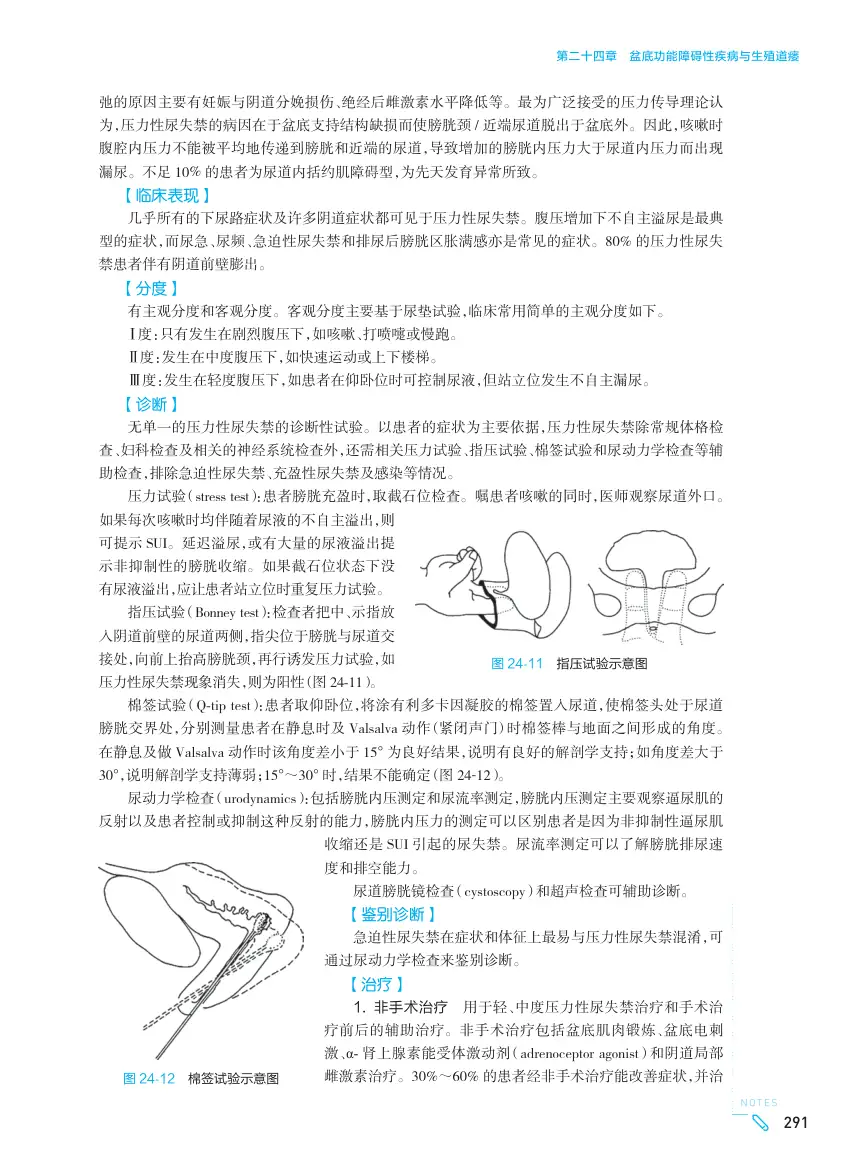 第二十四章 盆底功能障碍性疾病与生殖道瘘
弛的原因主要有妊娠与阴道分娩损伤、绝经后雌激素水平降低等。最为广泛接受的压力传导理论认
为,压力性尿失禁的病因在于盆底支持结构缺损而使膀胱颈/近端尿道脱出于盆底外。因此,咳嗽时
腹腔内压力不能被平均地传递到膀胱和近端的尿道,导致增加的膀胱内压力大于尿道内压力而出现
漏尿。不足 10% 的患者为尿道内括约肌障碍型,为先天发育异常所致。
【临床表现】
几乎所有的下尿路症状及许多阴道症状都可见于压力性尿失禁。腹压增加下不自主溢尿是最典
型的症状,而尿急、尿频、急迫性尿失禁和排尿后膀胱区胀满感亦是常见的症状。80% 的压力性尿失
禁患者伴有阴道前壁膨出。
【分度】
有主观分度和客观分度。客观分度主要基于尿垫试验,临床常用简单的主观分度如下。
Ⅰ度:只有发生在剧烈腹压下,如咳嗽、打喷嚏或慢跑。
Ⅱ度:发生在中度腹压下,如快速运动或上下楼梯。
Ⅲ度:发生在轻度腹压下,如患者在仰卧位时可控制尿液,但站立位发生不自主漏尿。
【诊断】
无单一的压力性尿失禁的诊断性试验。以患者的症状为主要依据,压力性尿失禁除常规体格检
查、妇科检查及相关的神经系统检查外,还需相关压力试验、指压试验、棉签试验和尿动力学检查等辅
助检查,排除急迫性尿失禁、充盈性尿失禁及感染等情况。
压力试验(stress test):患者膀胱充盈时,取截石位检查。嘱患者咳嗽的同时,医师观察尿道外口。
如果每次咳嗽时均伴随着尿液的不自主溢出,则
可提示 SUI。延迟溢尿,或有大量的尿液溢出提
示非抑制性的膀胱收缩。如果截石位状态下没
有尿液溢出,应让患者站立位时重复压力试验。
指压试验(Bonney test):检查者把中、示指放
入阴道前壁的尿道两侧,指尖位于膀胱与尿道交
接处,向前上抬高膀胱颈,再行诱发压力试验,如
压力性尿失禁现象消失,则为阳性(图 24-11)。
图 24-11 指压试验示意图
棉签试验(Q-tip test):患者取仰卧位,将涂有利多卡因凝胶的棉签置入尿道,使棉签头处于尿道
膀胱交界处,分别测量患者在静息时及 Valsalva 动作(紧闭声门)时棉签棒与地面之间形成的角度。
在静息及做 Valsalva 动作时该角度差小于 15° 为良好结果,说明有良好的解剖学支持;如角度差大于
30°,说明解剖学支持薄弱;15°~30° 时,结果不能确定(图 24-12)。
尿动力学检查(urodynamics):包括膀胱内压测定和尿流率测定,膀胱内压测定主要观察逼尿肌的
反射以及患者控制或抑制这种反射的能力,膀胱内压力的测定可以区别患者是因为非抑制性逼尿肌
收缩还是 SUI 引起的尿失禁。尿流率测定可以了解膀胱排尿速
度和排空能力。
尿道膀胱镜检查(cystoscopy)和超声检查可辅助诊断。
【鉴别诊断】
急迫性尿失禁在症状和体征上最易与压力性尿失禁混淆,可
通过尿动力学检查来鉴别诊断。
【治疗】
1. 非手术治疗 用于轻、中度压力性尿失禁治疗和手术治
疗前后的辅助治疗。非手术治疗包括盆底肌肉锻炼、盆底电刺
激、α-肾上腺素能受体激动剂(adrenoceptor agonist)和阴道局部
雌激素治疗。30%~60% 的患者经非手术治疗能改善症状,并治
图 24-12 棉签试验示意图
NOTES
291